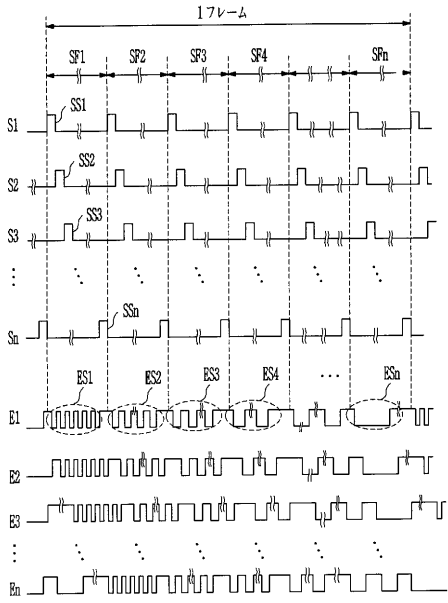 1フレーム
SF1 SF2 SF3 SF4 SFn
S1 SS1
S2 SS2
S3 SS3
Sn SSn
ES1 ES2 ES3 ES4 ESn
E1
E2
E3
En